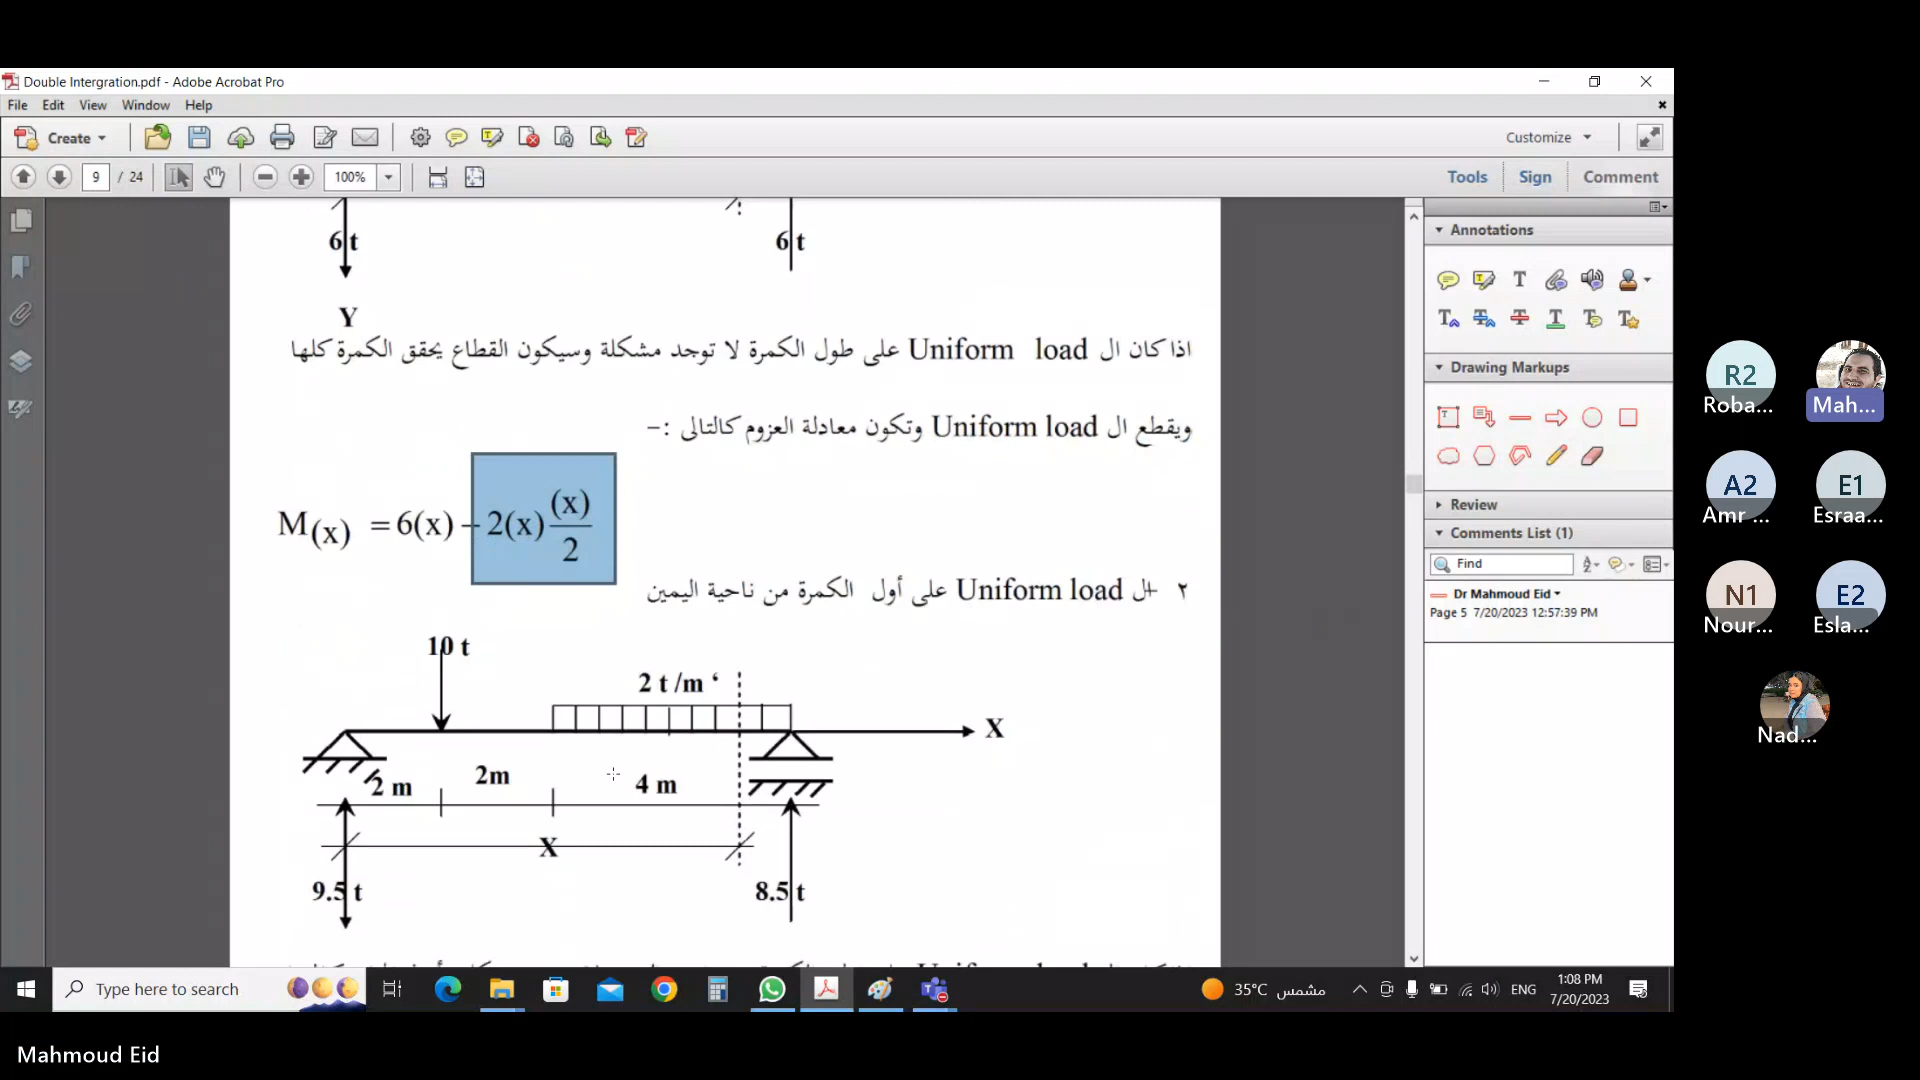 Double Intergration.pdf - Adobe Acrobat Pro
File Edit View Window Help
Create
Customize
9 / 24
100%
Tools Sign Comment
6 t
6 t
Y
اذا كان ال Uniform load على طول الكمرة لا توجد مشكلة وسيكون القطاع يحقق الكمرة كلها
ويقطع ال Uniform load وتكون معادلة العزوم كالتالى :-
M(x) = 6(x) - 2(x) (x)/2
٢ - ال Uniform load على أول الكمرة من ناحية اليمين
10 t
2 t /m ‘
X
2 m
2m
4 m
X
9.5 t
8.5 t
Annotations
Drawing Markups
Review
Comments List (1)
Find
Dr Mahmoud Eid
Page 5 7/20/2023 12:57:39 PM
R2
Roba...
Mah...
A2
Amr ...
E1
Esraa...
N1
Nour...
E2
Esla...
Nad...
Type here to search
35°C مشمس
ENG
1:08 PM
7/20/2023
Mahmoud Eid